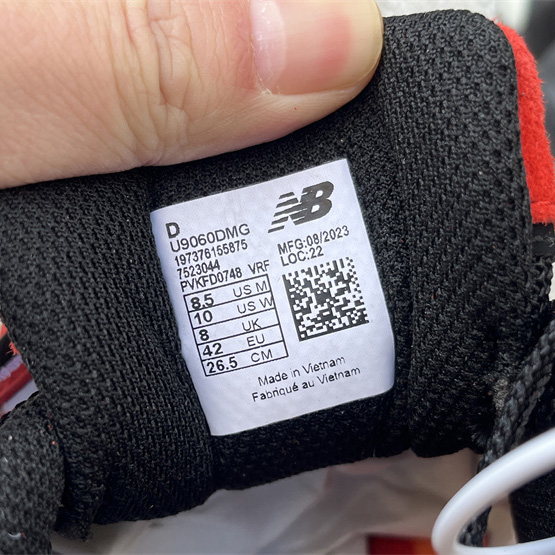 D
U9060DMG
197376155875
7523044
PVKFD0748 VRF
NB
MFG:08/2023
LOC:22
8.5 US M
10 US W
8 UK
42 EU
26.5 CM
Made in Vietnam
Fabriqué au Vietnam